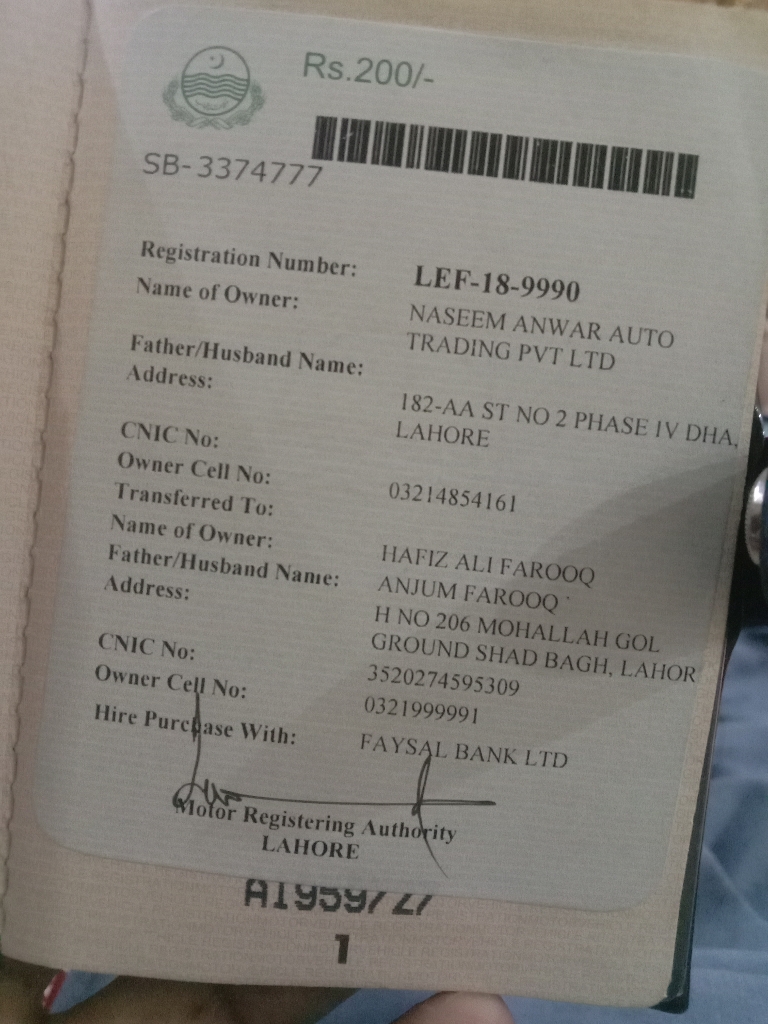 Rs.200/-
SB-3374777
Registration Number: LEF-18-9990
Name of Owner: NASEEM ANWAR AUTO
TRADING PVT LTD
Father/Husband Name:
Address: 182-AA ST NO 2 PHASE IV DHA,
LAHORE
CNIC No:
Owner Cell No: 03214854161
Transferred To:
Name of Owner: HAFIZ ALI FAROOQ
Father/Husband Name: ANJUM FAROOQ
Address: H NO 206 MOHALLAH GOL
GROUND SHAD BAGH, LAHOR
CNIC No: 3520274595309
Owner Cell No: 0321999991
Hire Purchase With: FAYSAL BANK LTD
Motor Registering Authority
LAHORE
1